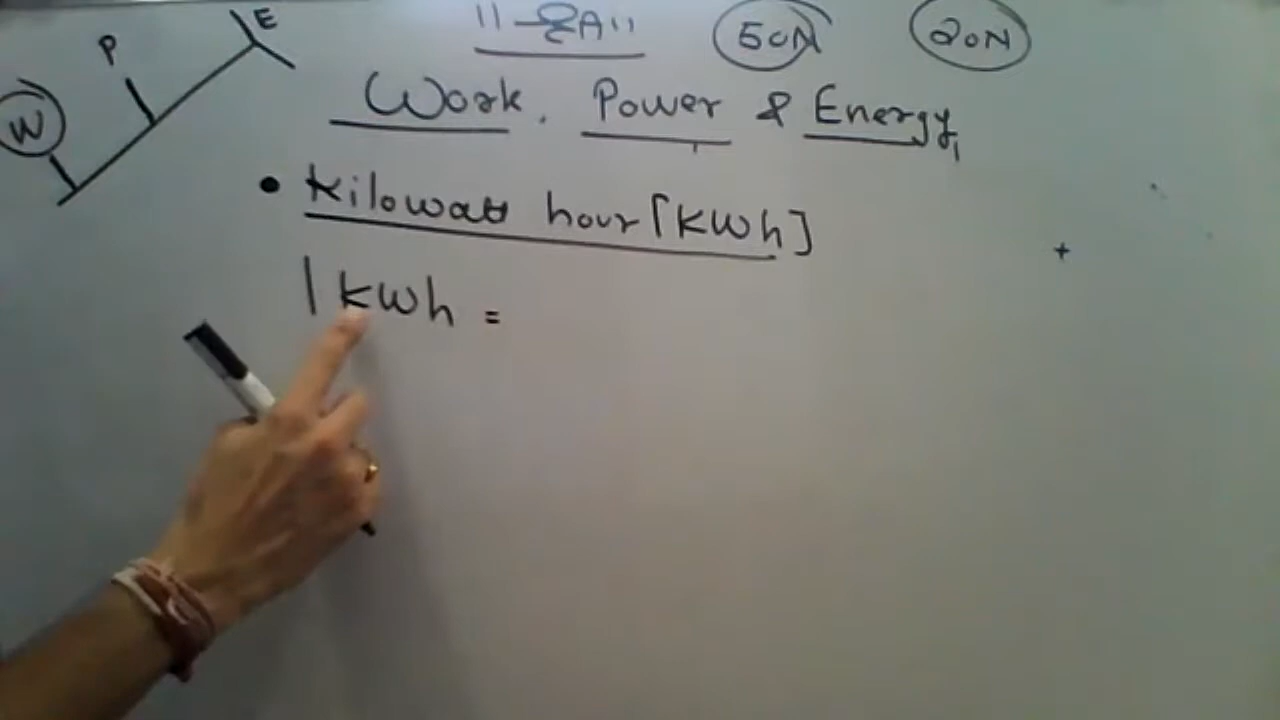 E
P
W
50N
20N
Work, Power & Energy
• Kilowatt hour [KWh]
1 kwh =